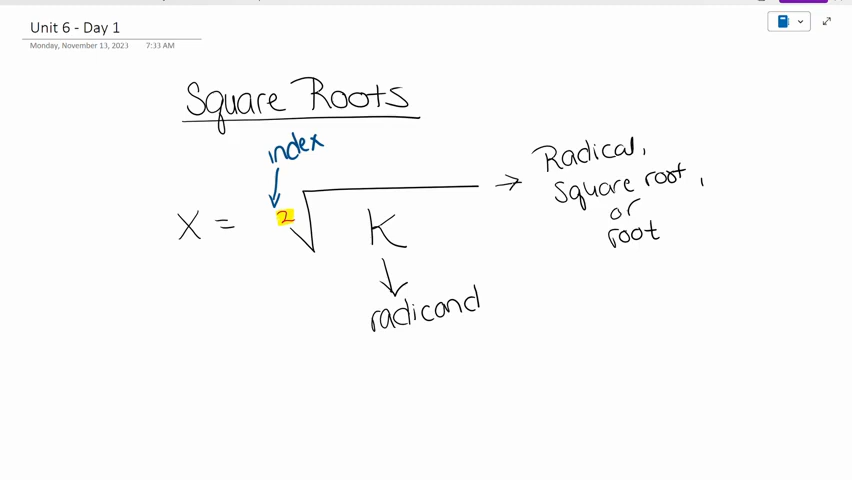 Unit 6 - Day 1
Monday, November 13, 2023 7:33 AM
Square Roots
index
Radical,
Square root,
or
root
x = 2√K
radicand